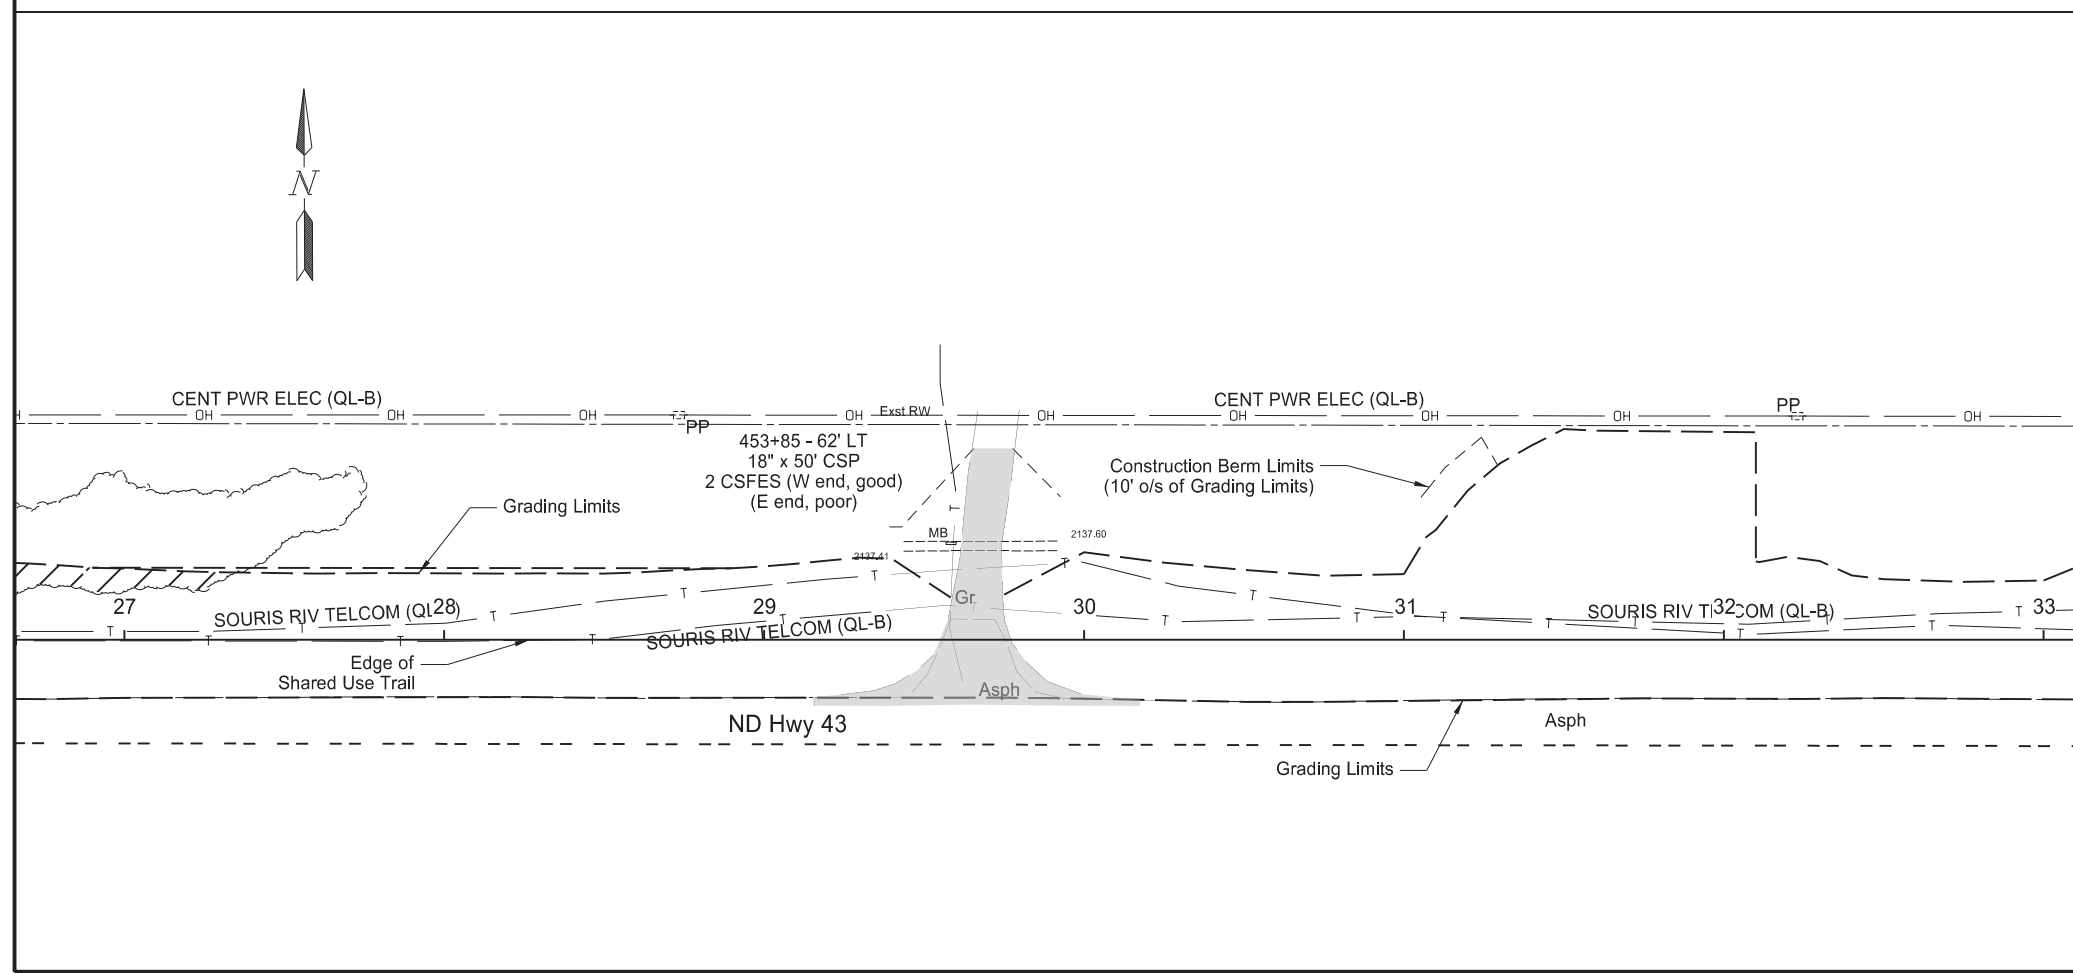 N
CENT PWR ELEC (QL-B)
CENT PWR ELEC (QL-B)
OH OH OH OH Exst RW OH OH OH OH OH
PP
PP
453+85 - 62' LT
18" x 50' CSP
2 CSFES (W end, good)
(E end, poor)
Construction Berm Limits
(10' o/s of Grading Limits)
Grading Limits
MB
2137.60
2137.41
T
T
T
T
T
Gr
27
28
29
30
31
32
33
SOURIS RIV TELCOM (QL-B)
SOURIS RIV TELCOM (QL-B)
SOURIS RIV TELCOM (QL-B)
Edge of
Shared Use Trail
Asph
ND Hwy 43
Asph
Grading Limits